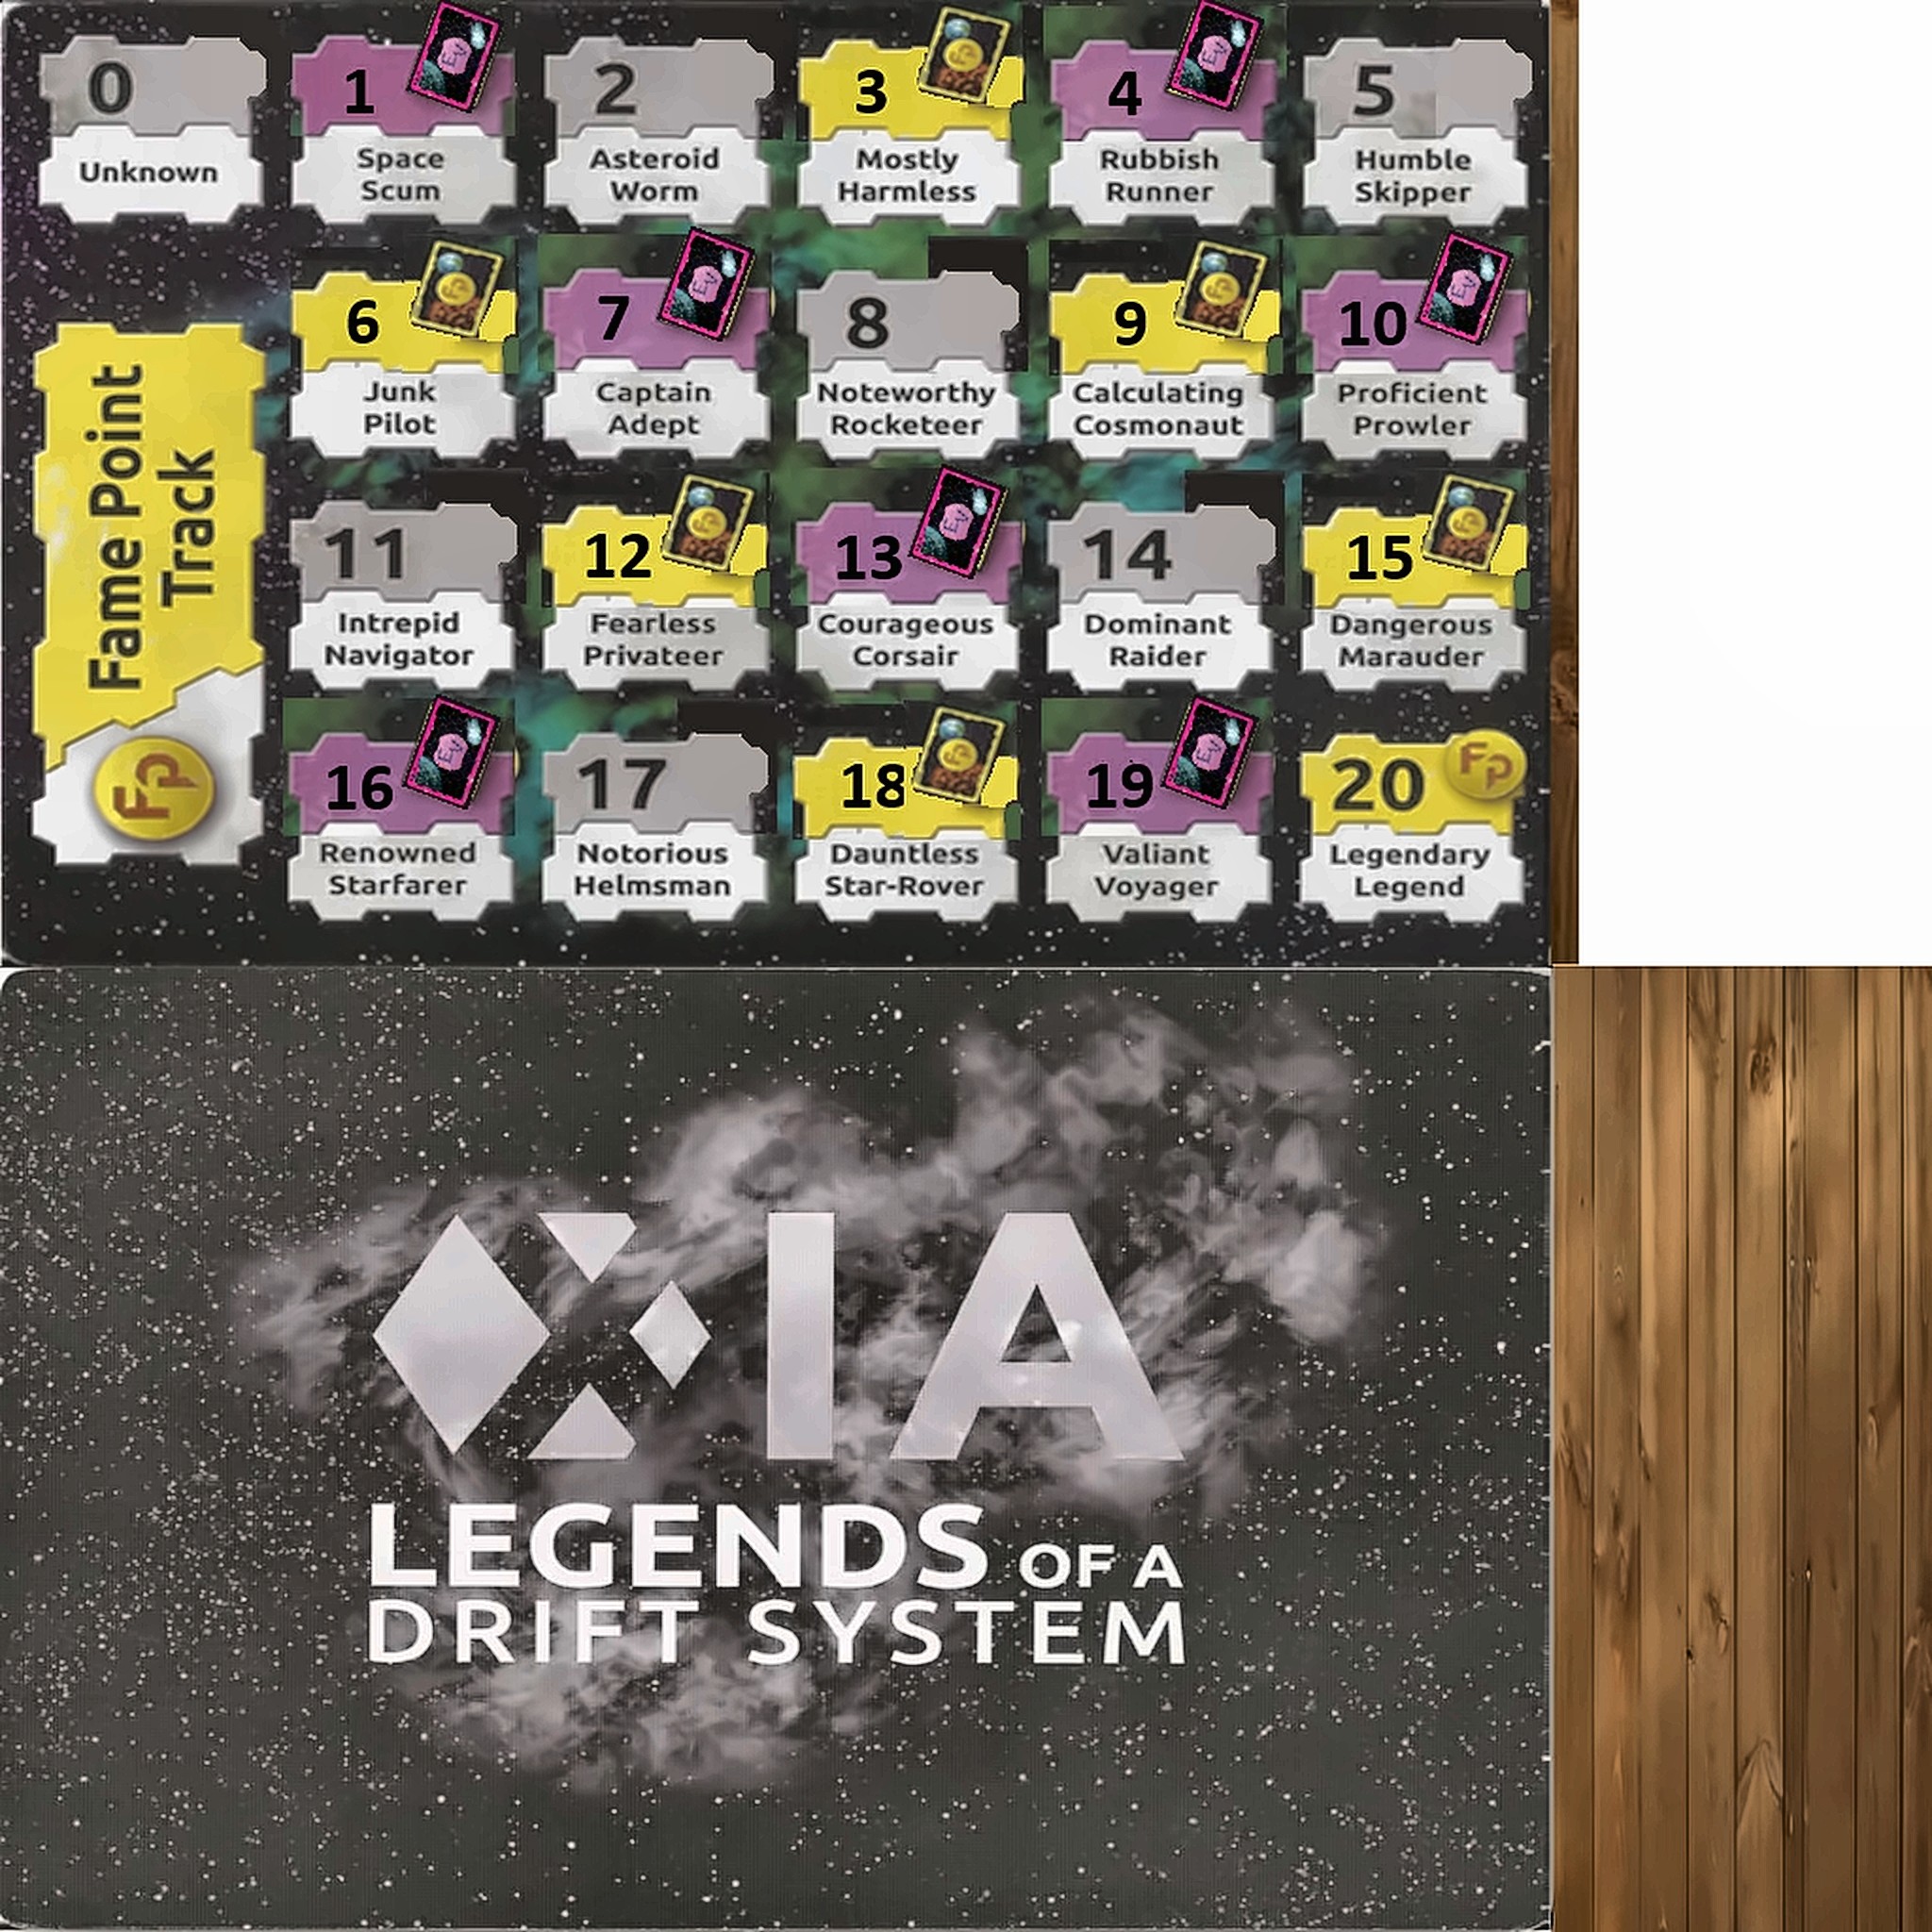 0
Unknown
1
Space
Scum
2
Asteroid
Worm
3
Mostly
Harmless
4
Rubbish
Runner
5
Humble
Skipper
Fame Point
Track
FP
6
Junk
Pilot
7
Captain
Adept
8
Noteworthy
Rocketeer
9
Calculating
Cosmonaut
10
Proficient
Prowler
11
Intrepid
Navigator
12
Fearless
Privateer
13
Courageous
Corsair
14
Dominant
Raider
15
Dangerous
Marauder
16
Renowned
Starfarer
17
Notorious
Helmsman
18
Dauntless
Star-Rover
19
Valiant
Voyager
20
FP
Legendary
Legend
XIA
LEGENDS OF A
DRIFT SYSTEM